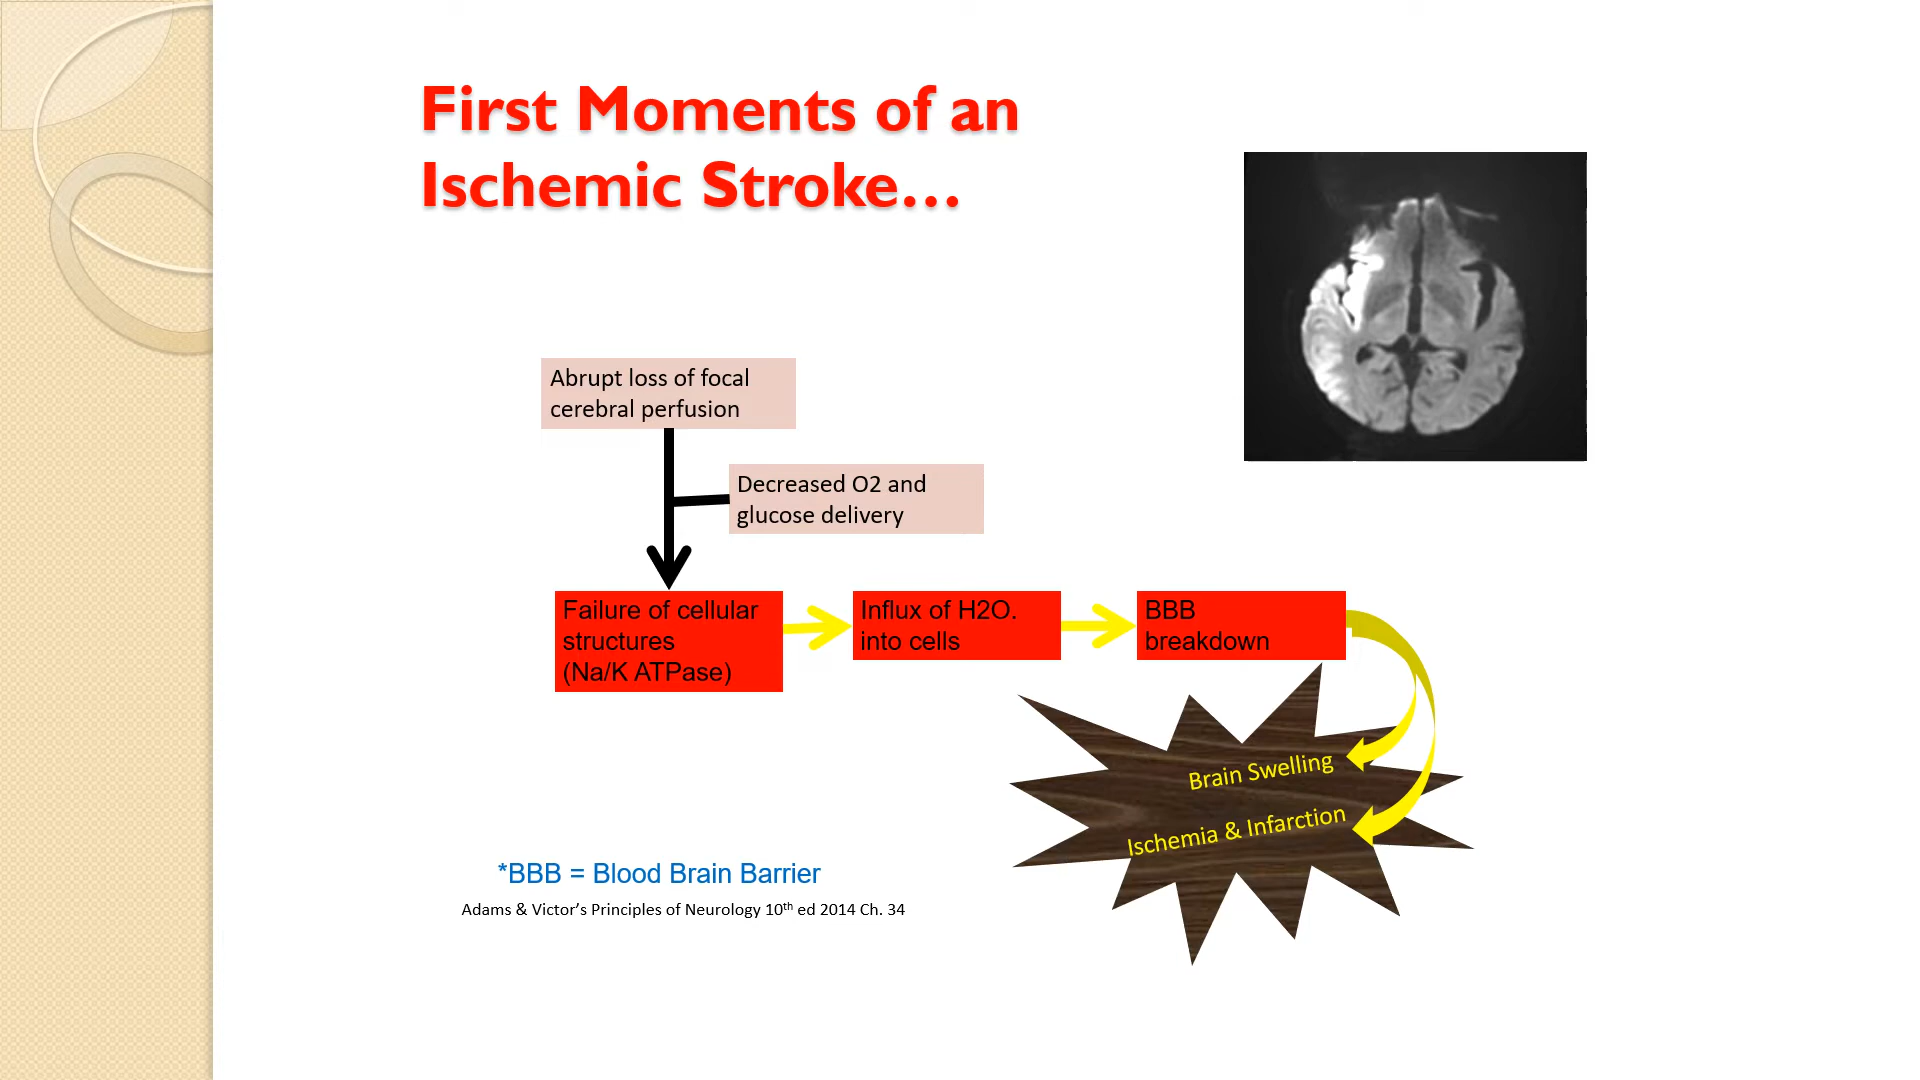 First Moments of an
Ischemic Stroke...
Abrupt loss of focal
cerebral perfusion
Decreased O2 and
glucose delivery
Failure of cellular
structures
(Na/K ATPase)
Influx of H2O.
into cells
BBB
breakdown
Brain Swelling
Ischemia & Infarction
*BBB = Blood Brain Barrier
Adams & Victor’s Principles of Neurology 10th ed 2014 Ch. 34